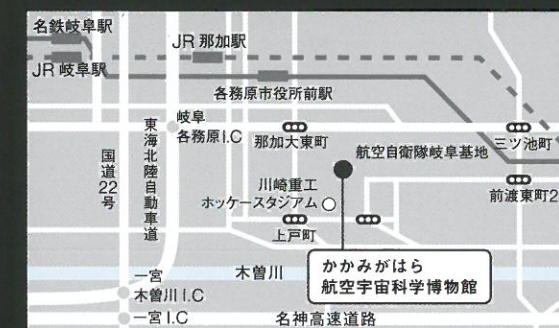 名鉄岐阜駅
JR 那加駅
JR 岐阜駅
各務原市役所前駅
岐阜
各務原I.C
那加大東町
三ツ池町
東海北陸自動車道
国道22号
航空自衛隊岐阜基地
川崎重工
ホッケースタジアム
前渡東町2
上戸町
かかみがはら
航空宇宙科学博物館
木曽川
一宮
木曽川 I.C
一宮 I.C
名神高速道路